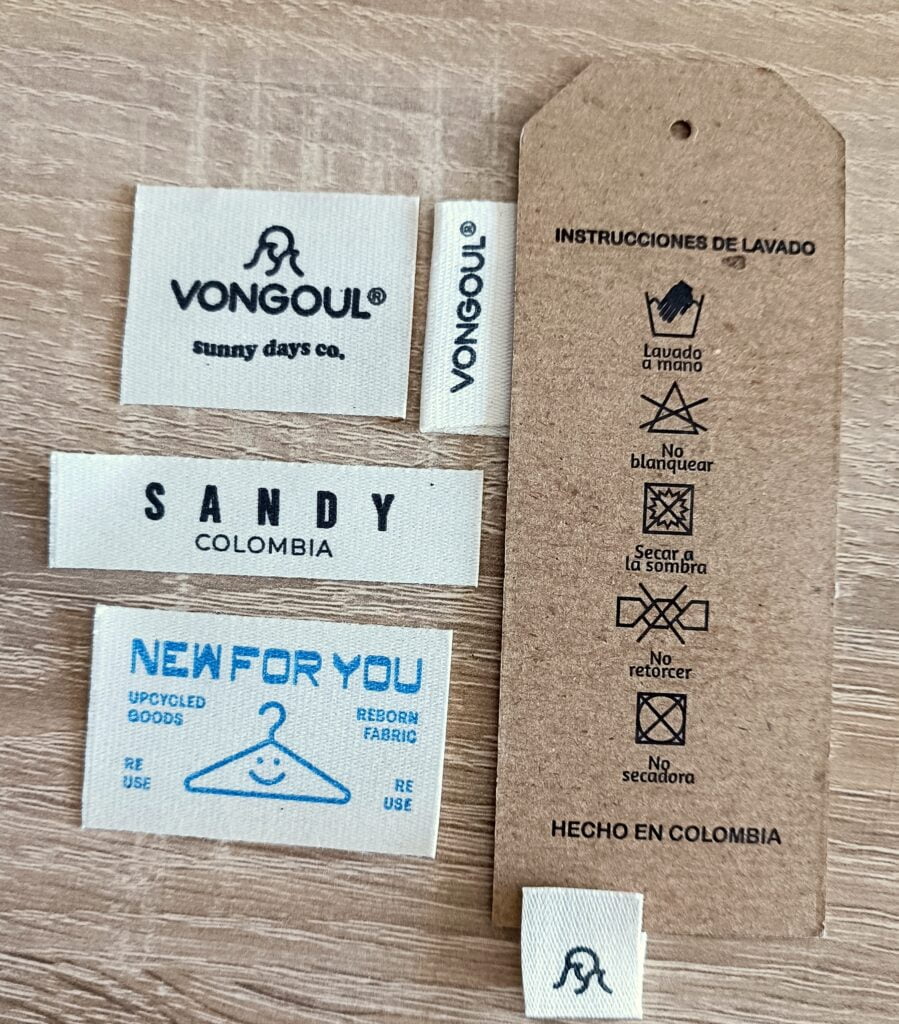 VONGOUL®
sunny days co.
VONGOUL®
SANDY
COLOMBIA
NEW FOR YOU
UPCYCLED
GOODS
REBORN
FABRIC
RE
USE
RE
USE
INSTRUCCIONES DE LAVADO
Lavado
a mano
No
blanquear
Secar a
la sombra
No
retorcer
No
secadora
HECHO EN COLOMBIA